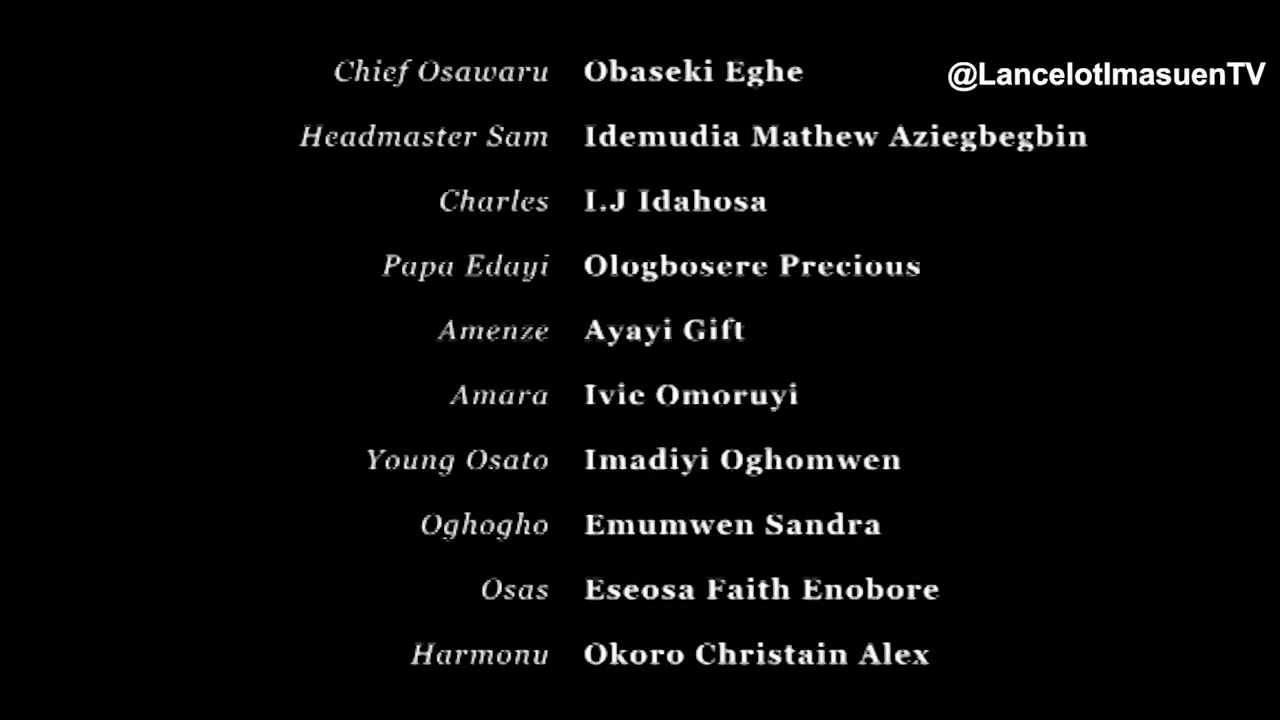 Chief Osawaru Obaseki Eghe
@LancelotImasuenTV
Headmaster Sam Idemudia Mathew Aziegbegbin
Charles I.J Idahosa
Papa Edayi Ologbosere Precious
Amenze Ayayi Gift
Amara Ivie Omoruyi
Young Osato Imadiyi Oghomwen
Oghogho Emumwen Sandra
Osas Eseosa Faith Enobore
Harmonu Okoro Christain Alex